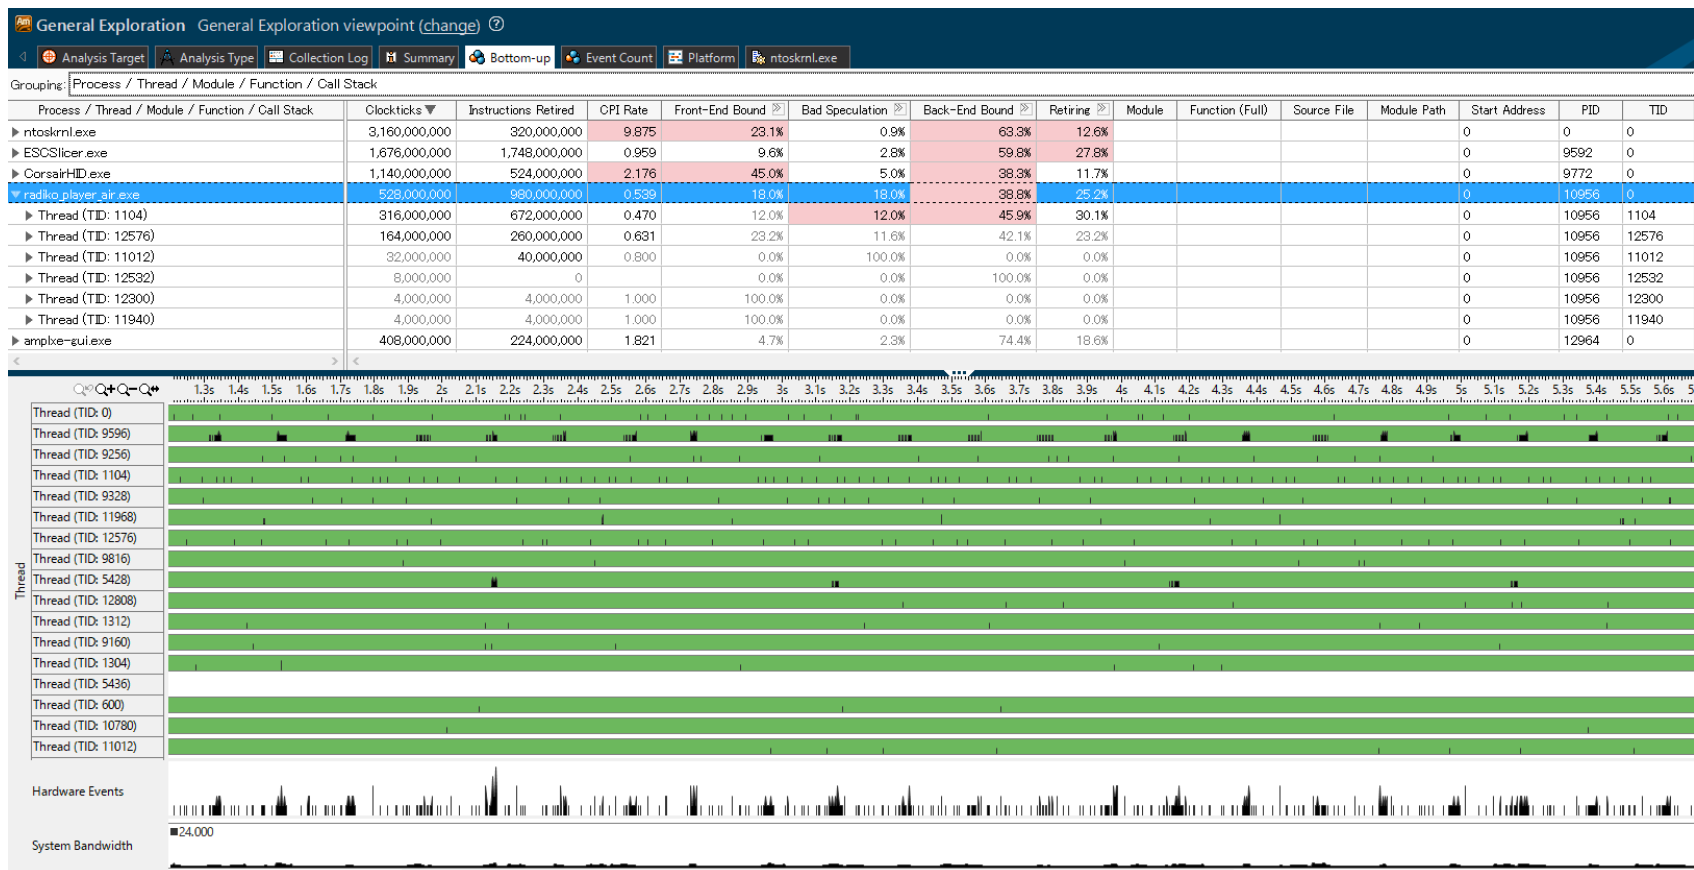 Am General Exploration General Exploration viewpoint (change) ?
Analysis Target Analysis Type Collection Log Summary Bottom-up Event Count Platform ntoskrnl.exe
Grouping: Process / Thread / Module / Function / Call Stack
Process / Thread / Module / Function / Call Stack Clockticks▼ Instructions Retired CPI Rate Front-End Bound Bad Speculation Back-End Bound Retiring Module Function (Full) Source File Module Path Start Address PID TID
ntoskrnl.exe 3,160,000,000 320,000,000 9.875 23.1% 0.9% 63.3% 12.6% 0 0 0
ESCSlicer.exe 1,676,000,000 1,748,000,000 0.959 9.6% 2.8% 59.8% 27.8% 0 9592 0
CorsairHID.exe 1,140,000,000 524,000,000 2.176 45.0% 5.0% 38.3% 11.7% 0 9772 0
radiko_player_air.exe 528,000,000 980,000,000 0.539 18.0% 18.0% 38.8% 25.2% 0 10956 0
Thread (TID: 1104) 316,000,000 672,000,000 0.470 12.0% 12.0% 45.9% 30.1% 0 10956 1104
Thread (TID: 12576) 164,000,000 260,000,000 0.631 23.2% 11.6% 42.1% 23.2% 0 10956 12576
Thread (TID: 11012) 32,000,000 40,000,000 0.800 0.0% 100.0% 0.0% 0.0% 0 10956 11012
Thread (TID: 12532) 8,000,000 0 0.0% 0.0% 100.0% 0.0% 0 10956 12532
Thread (TID: 12300) 4,000,000 4,000,000 1.000 100.0% 0.0% 0.0% 0.0% 0 10956 12300
Thread (TID: 11940) 4,000,000 4,000,000 1.000 100.0% 0.0% 0.0% 0.0% 0 10956 11940
amplxe-gui.exe 408,000,000 224,000,000 1.821 4.7% 2.3% 74.4% 18.6% 0 12964 0
1.3s 1.4s 1.5s 1.6s 1.7s 1.8s 1.9s 2s 2.1s 2.2s 2.3s 2.4s 2.5s 2.6s 2.7s 2.8s 2.9s 3s 3.1s 3.2s 3.3s 3.4s 3.5s 3.6s 3.7s 3.8s 3.9s 4s 4.1s 4.2s 4.3s 4.4s 4.5s 4.6s 4.7s 4.8s 4.9s 5s 5.1s 5.2s 5.3s 5.4s 5.5s 5.6s 5
Thread
Thread (TID: 0)
Thread (TID: 9596)
Thread (TID: 9256)
Thread (TID: 1104)
Thread (TID: 9328)
Thread (TID: 11968)
Thread (TID: 12576)
Thread (TID: 9816)
Thread (TID: 5428)
Thread (TID: 12808)
Thread (TID: 1312)
Thread (TID: 9160)
Thread (TID: 1304)
Thread (TID: 5436)
Thread (TID: 600)
Thread (TID: 10780)
Thread (TID: 11012)
Hardware Events
24.000
System Bandwidth